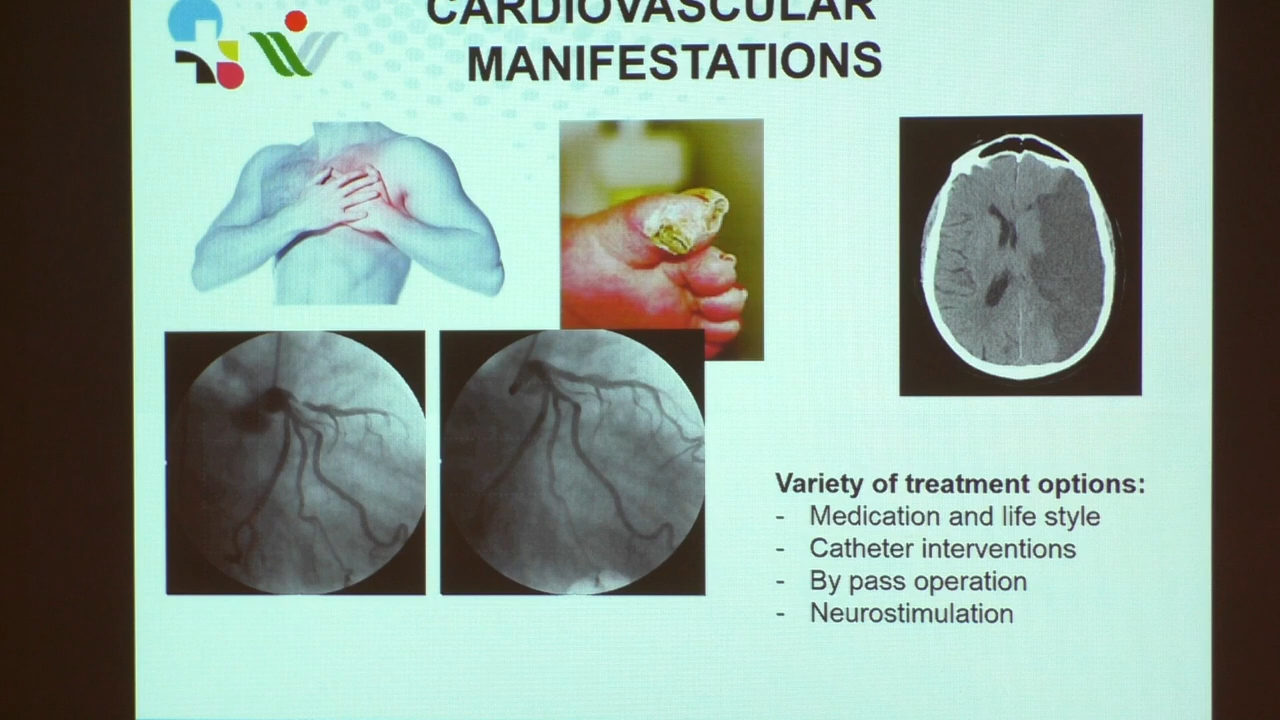 CARDIOVASCULAR
MANIFESTATIONS
Variety of treatment options:
- Medication and life style
- Catheter interventions
- By pass operation
- Neurostimulation